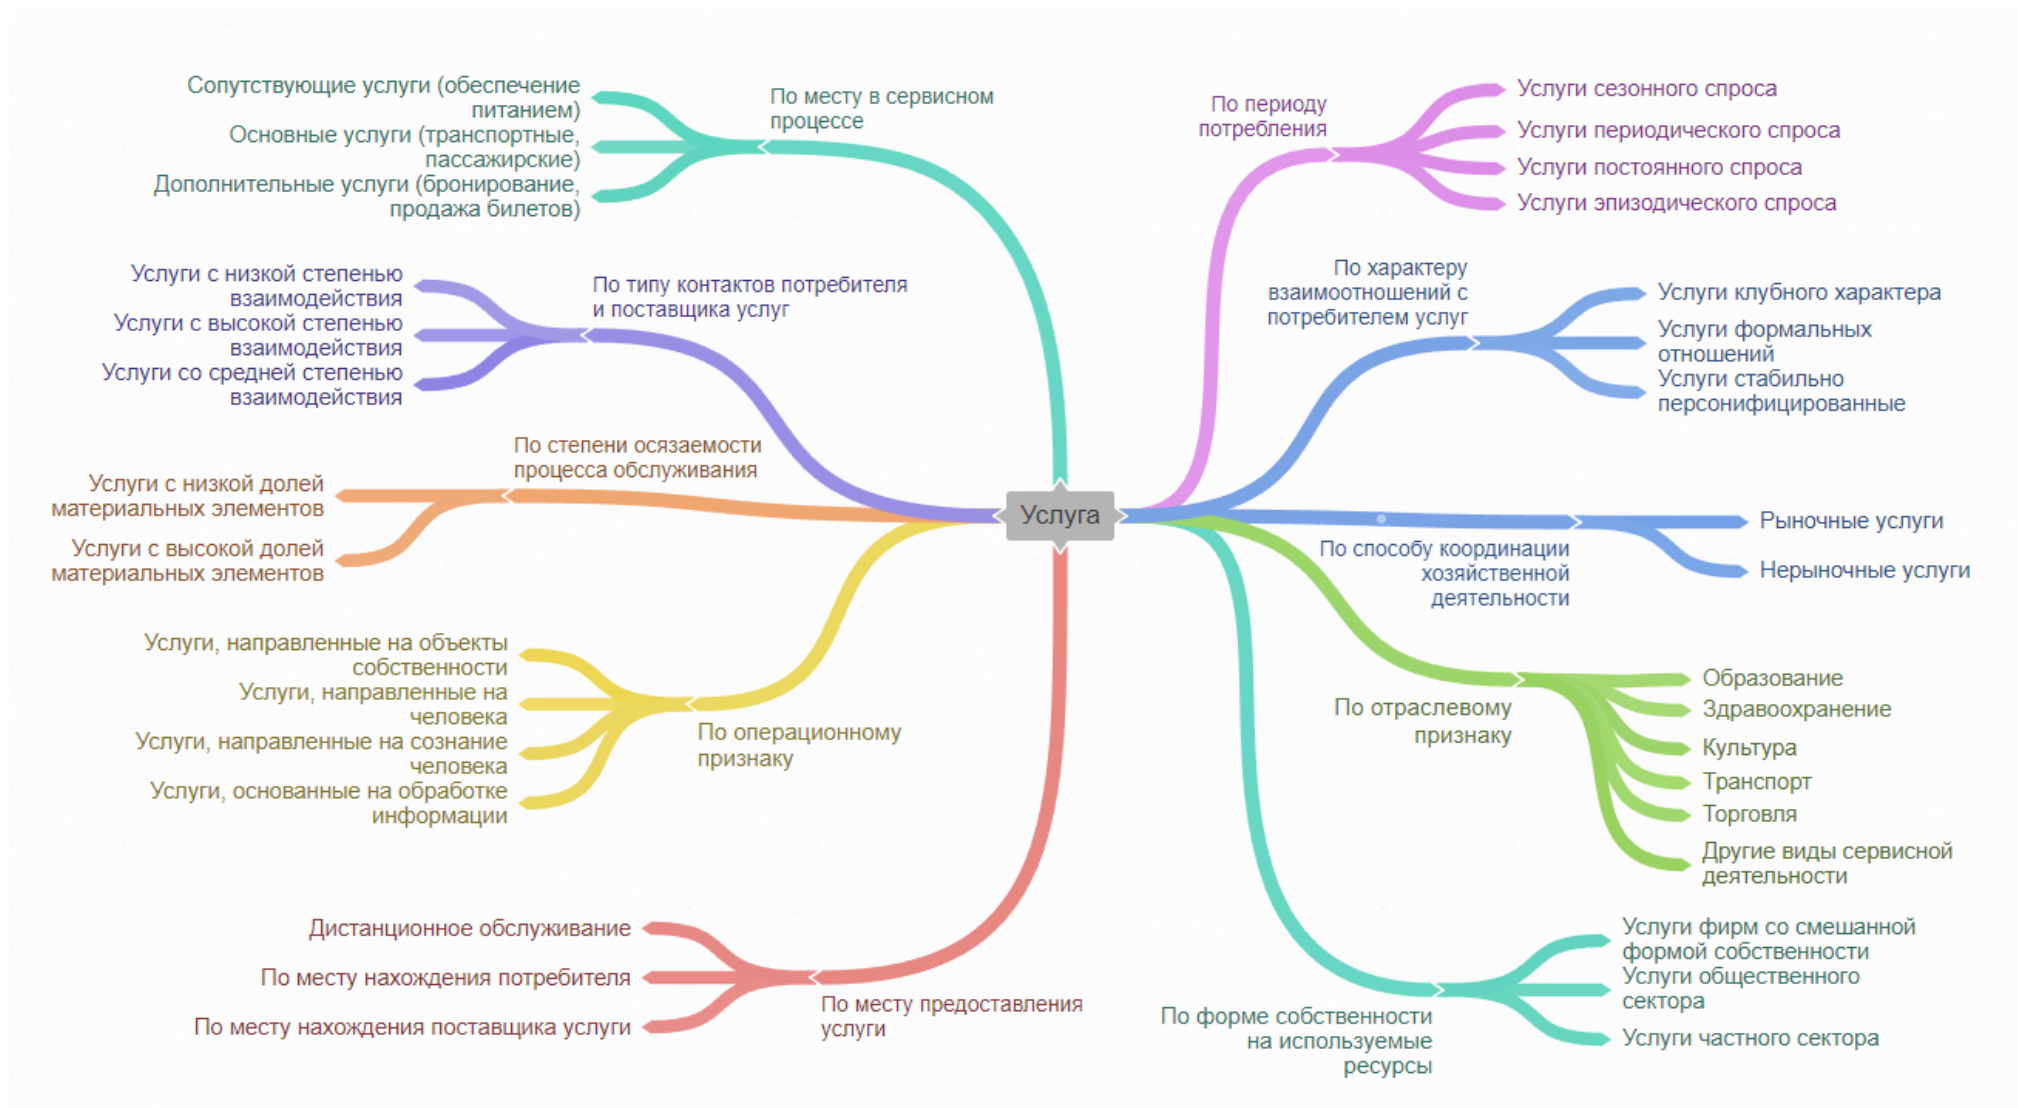 Сопутствующие услуги (обеспечение
питанием)
Основные услуги (транспортные,
пассажирские)
Дополнительные услуги (бронирование,
продажа билетов)
По месту в сервисном
процессе
Услуги с низкой степенью
взаимодействия
Услуги с высокой степенью
взаимодействия
Услуги со средней степенью
взаимодействия
По типу контактов потребителя
и поставщика услуг
По степени осязаемости
процесса обслуживания
Услуги с низкой долей
материальных элементов
Услуги с высокой долей
материальных элементов
Услуги, направленные на объекты
собственности
Услуги, направленные на
человека
Услуги, направленные на сознание
человека
Услуги, основанные на обработке
информации
По операционному
признаку
Дистанционное обслуживание
По месту нахождения потребителя
По месту нахождения поставщика услуги
По месту предоставления
услуги
Услуга
По периоду
потребления
Услуги сезонного спроса
Услуги периодического спроса
Услуги постоянного спроса
Услуги эпизодического спроса
По характеру
взаимоотношений с
потребителем услуг
Услуги клубного характера
Услуги формальных
отношений
Услуги стабильно
персонифицированные
По способу координации
хозяйственной
деятельности
Рыночные услуги
Нерыночные услуги
По отраслевому
признаку
Образование
Здравоохранение
Культура
Транспорт
Торговля
Другие виды сервисной
деятельности
По форме собственности
на используемые
ресурсы
Услуги фирм со смешанной
формой собственности
Услуги общественного
сектора
Услуги частного сектора